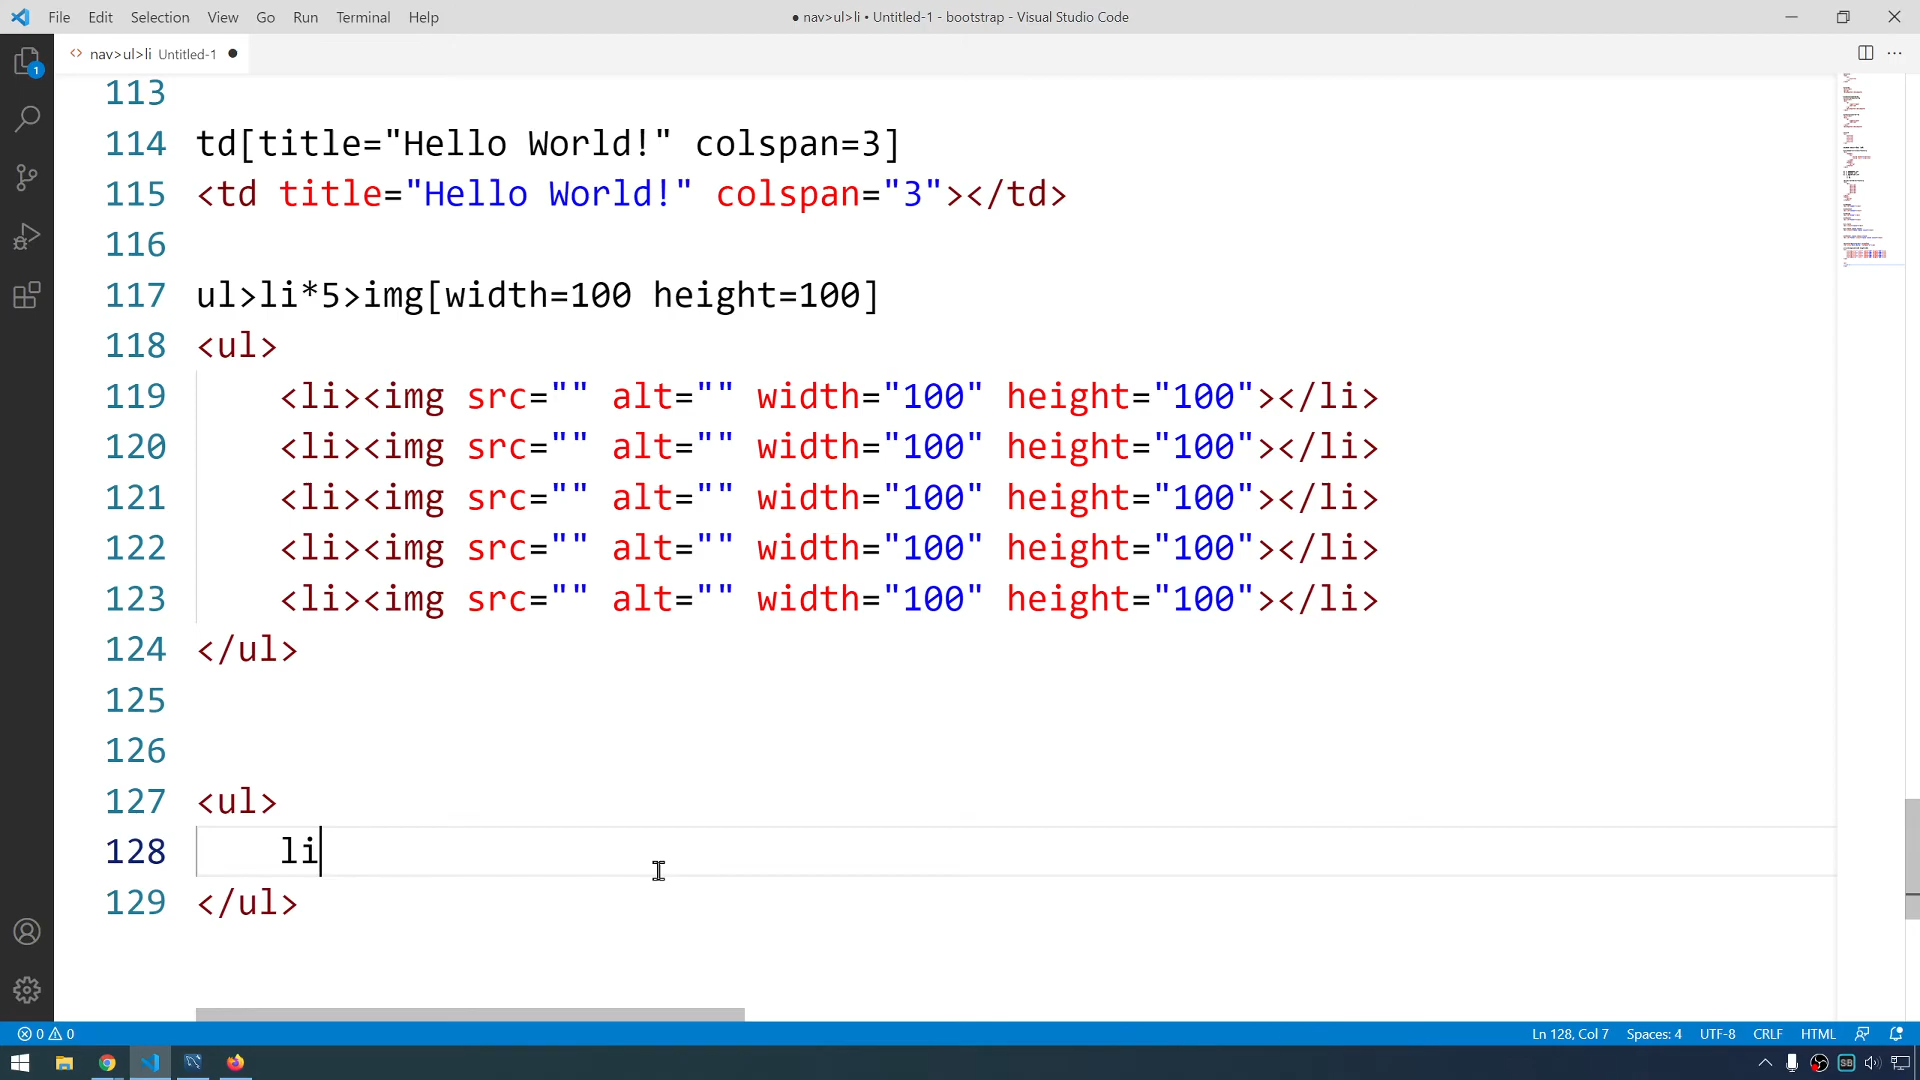 File Edit Selection View Go Run Terminal Help
● nav>ul>li • Untitled-1 - bootstrap - Visual Studio Code
nav>ul>li Untitled-1 ●
1
113
114 td[title="Hello World!" colspan=3]
115 <td title="Hello World!" colspan="3"></td>
116
117 ul>li*5>img[width=100 height=100]
118 <ul>
119 <li><img src="" alt="" width="100" height="100"></li>
120 <li><img src="" alt="" width="100" height="100"></li>
121 <li><img src="" alt="" width="100" height="100"></li>
122 <li><img src="" alt="" width="100" height="100"></li>
123 <li><img src="" alt="" width="100" height="100"></li>
124 </ul>
125
126
127 <ul>
128 li
129 </ul>
0 0 Ln 128, Col 7 Spaces: 4 UTF-8 CRLF HTML
SB